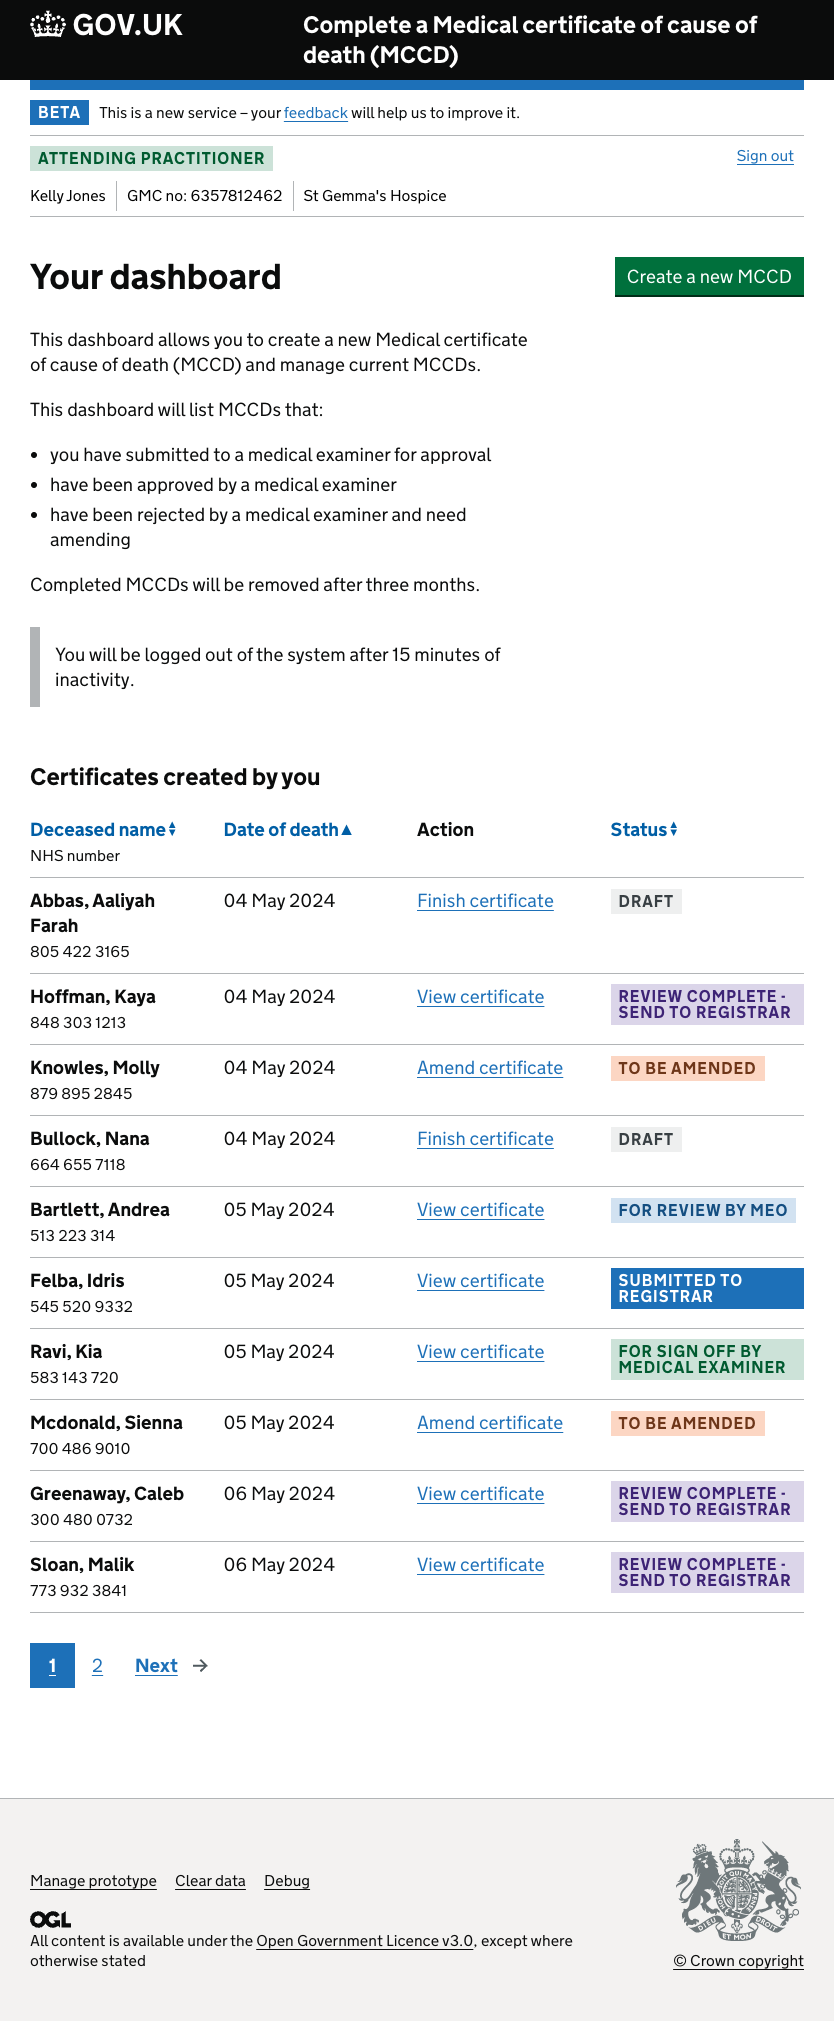 GOV.UK
Complete a Medical certificate of cause of
death (MCCD)
BETA This is a new service – your feedback will help us to improve it.
ATTENDING PRACTITIONER
Sign out
Kelly Jones GMC no: 6357812462 St Gemma's Hospice
Your dashboard
Create a new MCCD
This dashboard allows you to create a new Medical certificate
of cause of death (MCCD) and manage current MCCDs.
This dashboard will list MCCDs that:
• you have submitted to a medical examiner for approval
• have been approved by a medical examiner
• have been rejected by a medical examiner and need
amending
Completed MCCDs will be removed after three months.
You will be logged out of the system after 15 minutes of
inactivity.
Certificates created by you
Deceased name Date of death Action Status
NHS number
Abbas, Aaliyah 04 May 2024 Finish certificate DRAFT
Farah
805 422 3165
Hoffman, Kaya 04 May 2024 View certificate REVIEW COMPLETE -
848 303 1213 SEND TO REGISTRAR
Knowles, Molly 04 May 2024 Amend certificate TO BE AMENDED
879 895 2845
Bullock, Nana 04 May 2024 Finish certificate DRAFT
664 655 7118
Bartlett, Andrea 05 May 2024 View certificate FOR REVIEW BY MEO
513 223 314
Felba, Idris 05 May 2024 View certificate SUBMITTED TO
545 520 9332 REGISTRAR
Ravi, Kia 05 May 2024 View certificate FOR SIGN OFF BY
583 143 720 MEDICAL EXAMINER
Mcdonald, Sienna 05 May 2024 Amend certificate TO BE AMENDED
700 486 9010
Greenaway, Caleb 06 May 2024 View certificate REVIEW COMPLETE -
300 480 0732 SEND TO REGISTRAR
Sloan, Malik 06 May 2024 View certificate REVIEW COMPLETE -
773 932 3841 SEND TO REGISTRAR
1 2 Next →
Manage prototype Clear data Debug
OGL
All content is available under the Open Government Licence v3.0, except where
otherwise stated
DIEU ET MON DROIT
© Crown copyright